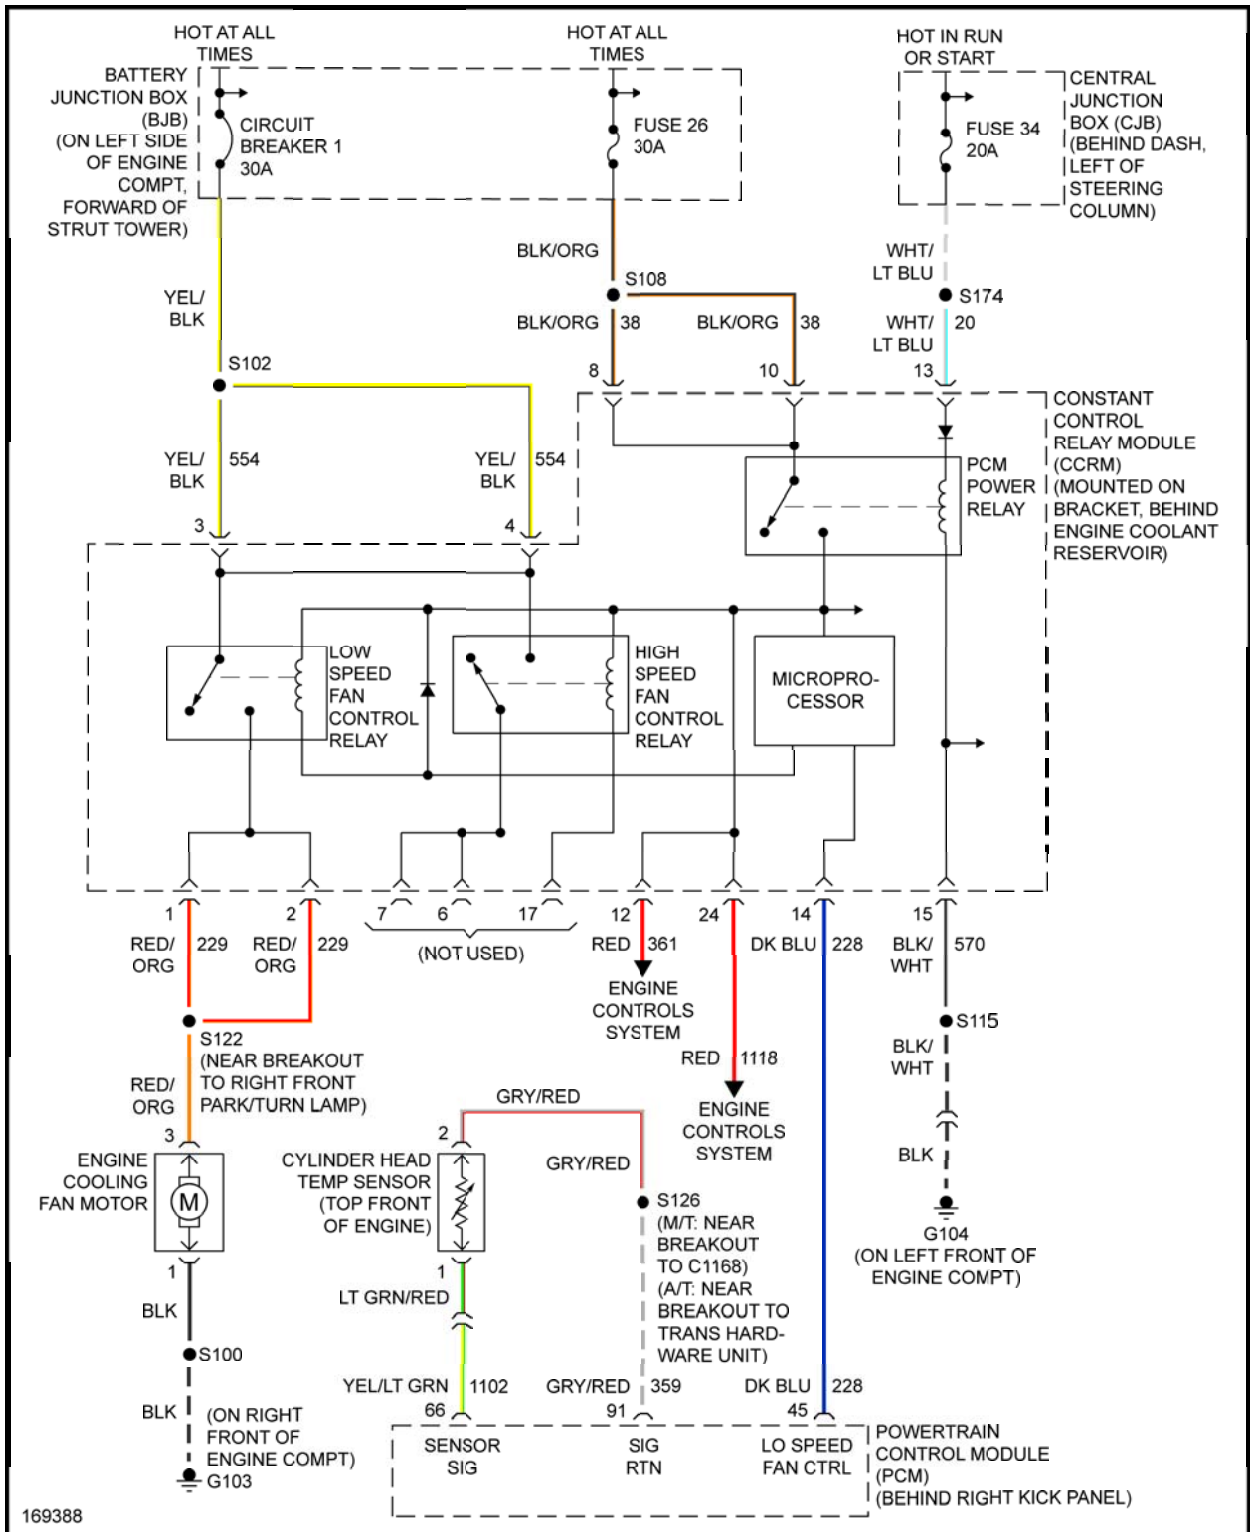 HOT AT ALL
TIMES
HOT AT ALL
TIMES
HOT IN RUN
OR START
BATTERY
JUNCTION BOX
(BJB)
(ON LEFT SIDE
OF ENGINE
COMPT,
FORWARD OF
STRUT TOWER)
CIRCUIT
BREAKER 1
30A
FUSE 26
30A
FUSE 34
20A
CENTRAL
JUNCTION
BOX (CJB)
(BEHIND DASH,
LEFT OF
STEERING
COLUMN)
YEL/
BLK
BLK/ORG
WHT/
LT BLU
S108
S174
BLK/ORG
38
BLK/ORG
38
WHT/
LT BLU
20
S102
8
10
13
YEL/
BLK
554
YEL/
BLK
554
3
4
CONSTANT
CONTROL
RELAY MODULE
(CCRM)
(MOUNTED ON
BRACKET, BEHIND
ENGINE COOLANT
RESERVOIR)
PCM
POWER
RELAY
LOW
SPEED
FAN
CONTROL
RELAY
HIGH
SPEED
FAN
CONTROL
RELAY
MICROPRO-
CESSOR
1
2
7
6
17
12
24
14
15
(NOT USED)
RED/
ORG
229
RED/
ORG
229
RED
361
DK BLU
228
BLK/
WHT
570
ENGINE
CONTROLS
SYSTEM
S122
(NEAR BREAKOUT
TO RIGHT FRONT
PARK/TURN LAMP)
S115
RED
1118
BLK/
WHT
RED/
ORG
GRY/RED
ENGINE
CONTROLS
SYSTEM
3
2
ENGINE
COOLING
FAN MOTOR
M
CYLINDER HEAD
TEMP SENSOR
(TOP FRONT
OF ENGINE)
GRY/RED
BLK
S126
(M/T: NEAR
BREAKOUT
TO C1168)
(A/T: NEAR
BREAKOUT TO
TRANS HARD-
WARE UNIT)
G104
(ON LEFT FRONT OF
ENGINE COMPT)
1
1
BLK
LT GRN/RED
S100
BLK
(ON RIGHT
FRONT OF
ENGINE COMPT)
G103
YEL/LT GRN
1102
GRY/RED
359
DK BLU
228
66
91
45
SENSOR
SIG
SIG
RTN
LO SPEED
FAN CTRL
POWERTRAIN
CONTROL MODULE
(PCM)
(BEHIND RIGHT KICK PANEL)
169388